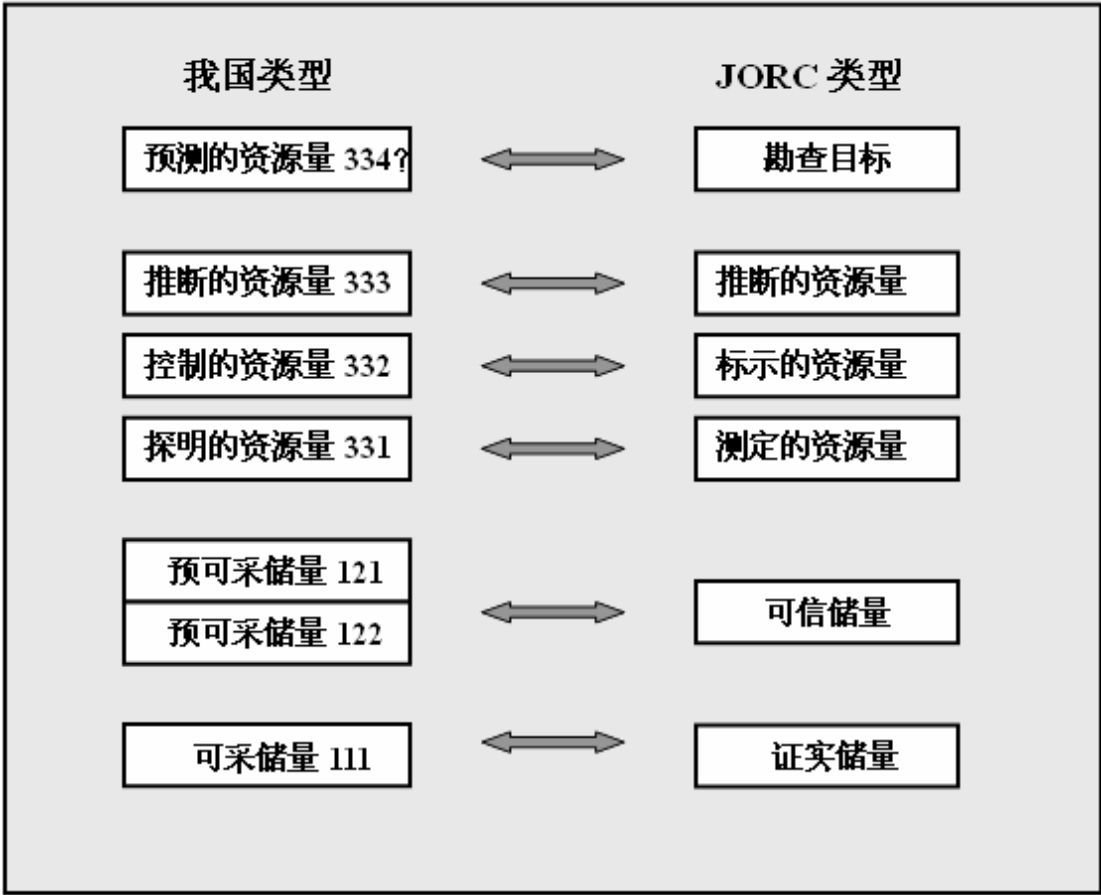 我国类型 JORC 类型
预测的资源量 334? 勘查目标
推断的资源量 333 推断的资源量
控制的资源量 332 标示的资源量
探明的资源量 331 测定的资源量
预可采储量 121
预可采储量 122 可信储量
可采储量 111 证实储量